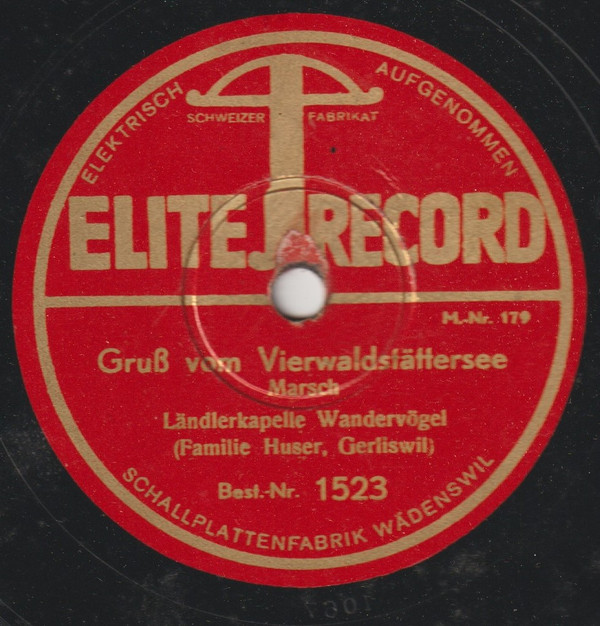 ELEKTRISCH AUFGENOMMEN
SCHWEIZER FABRIKAT
ELITE RECORD
M.-Nr. 179
Gruß vom Vierwaldstättersee
Marsch
Ländlerkapelle Wandervögel
(Familie Huser, Gerliswil)
Best.-Nr. 1523
SCHALLPLATTENFABRIK WÄDENSWIL